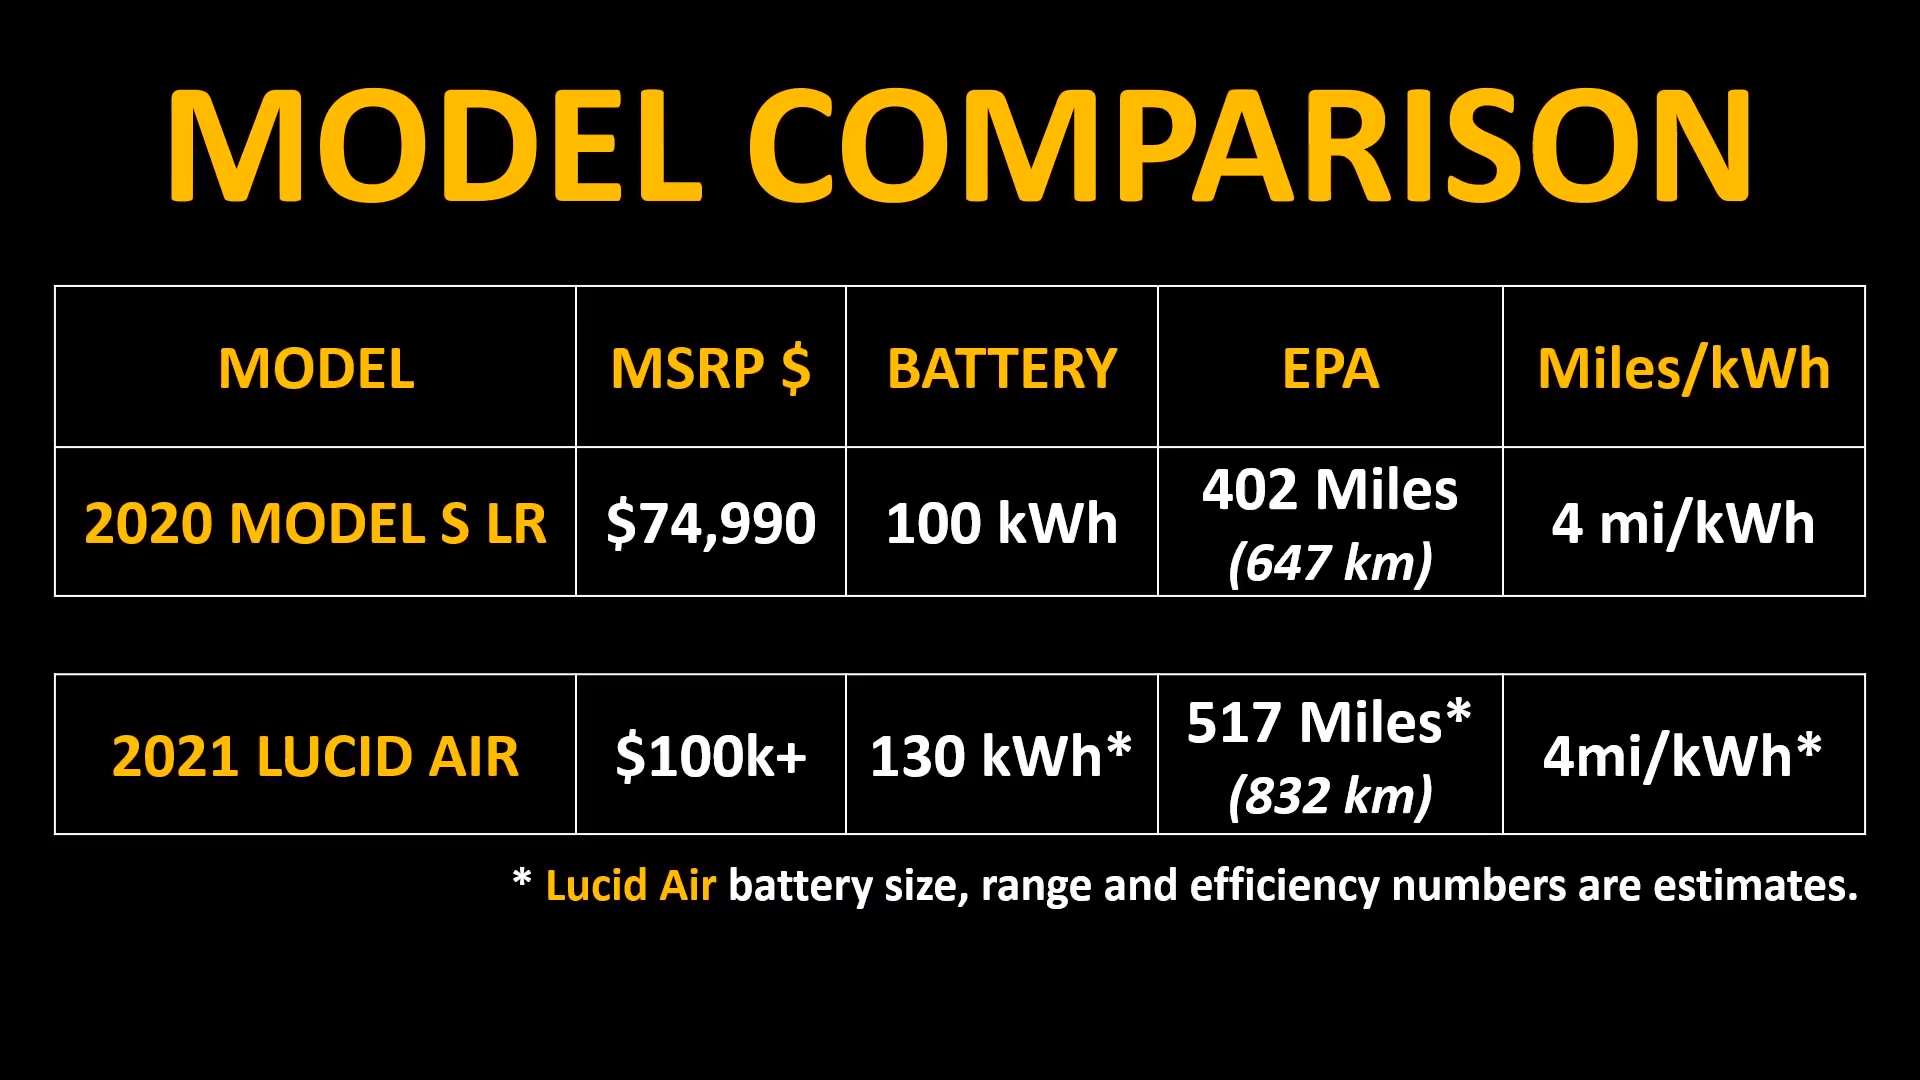 MODEL COMPARISON
MODEL MSRP $ BATTERY EPA Miles/kWh
2020 MODEL S LR $74,990 100 kWh 402 Miles 4 mi/kWh
(647 km)
2021 LUCID AIR $100k+ 130 kWh* 517 Miles* 4mi/kWh*
(832 km)
* Lucid Air battery size, range and efficiency numbers are estimates.